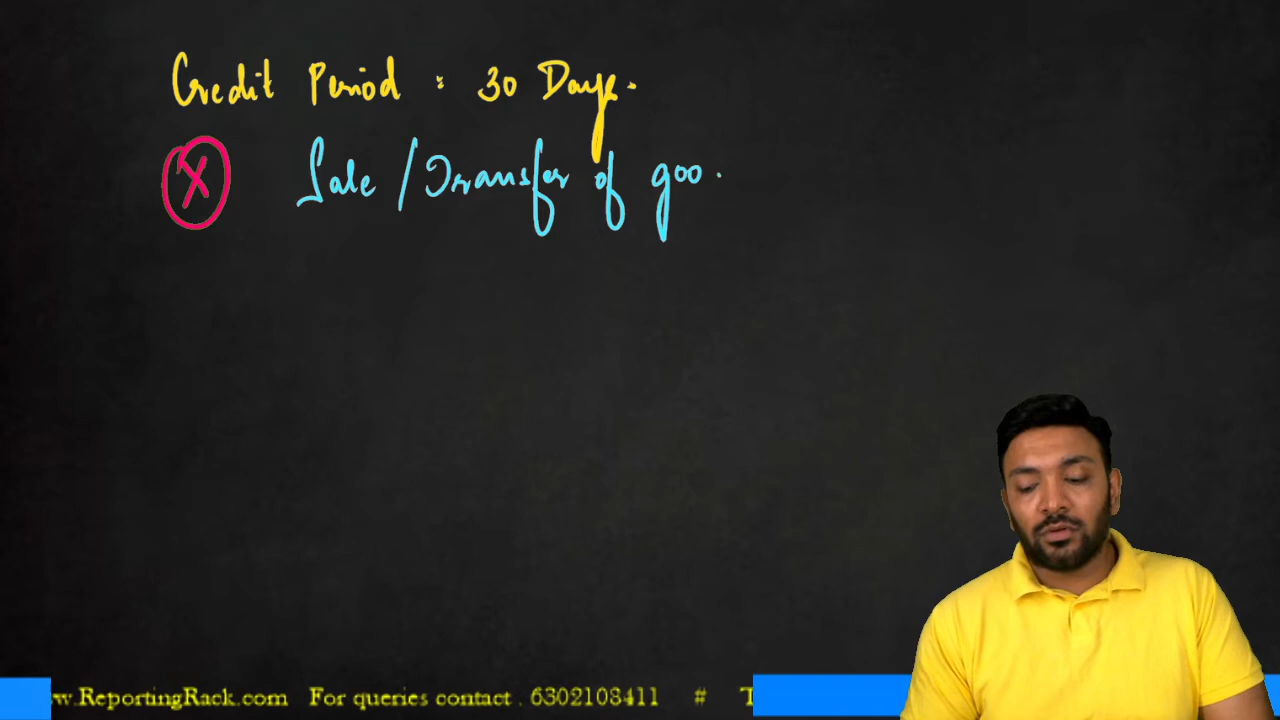 Credit Period : 30 Days.
X Sale / Transfer of goo.
w.ReportingRack.com For queries contact . 6302108411 # T